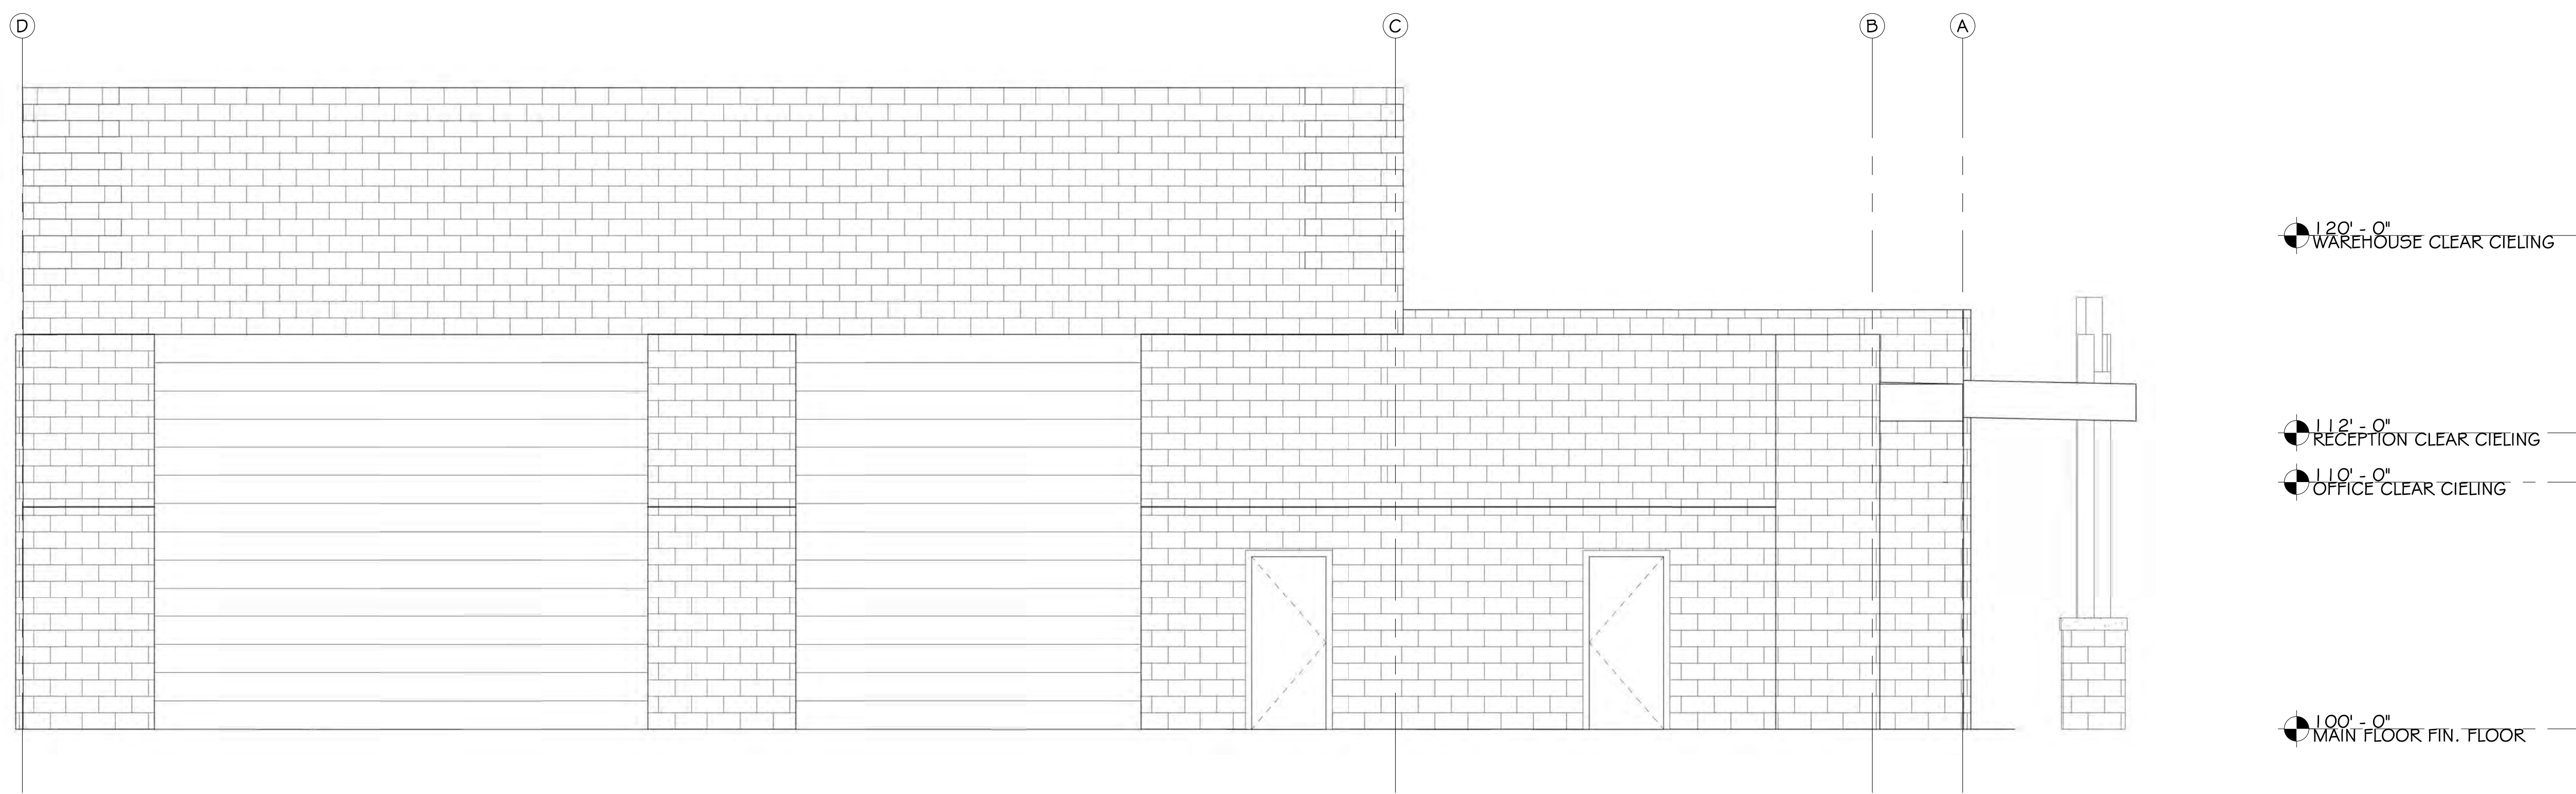 D
C
B
A
120' - 0"
WAREHOUSE CLEAR CIELING
112' - 0"
RECEPTION CLEAR CIELING
110' - 0"
OFFICE CLEAR CIELING
100' - 0"
MAIN FLOOR FIN. FLOOR